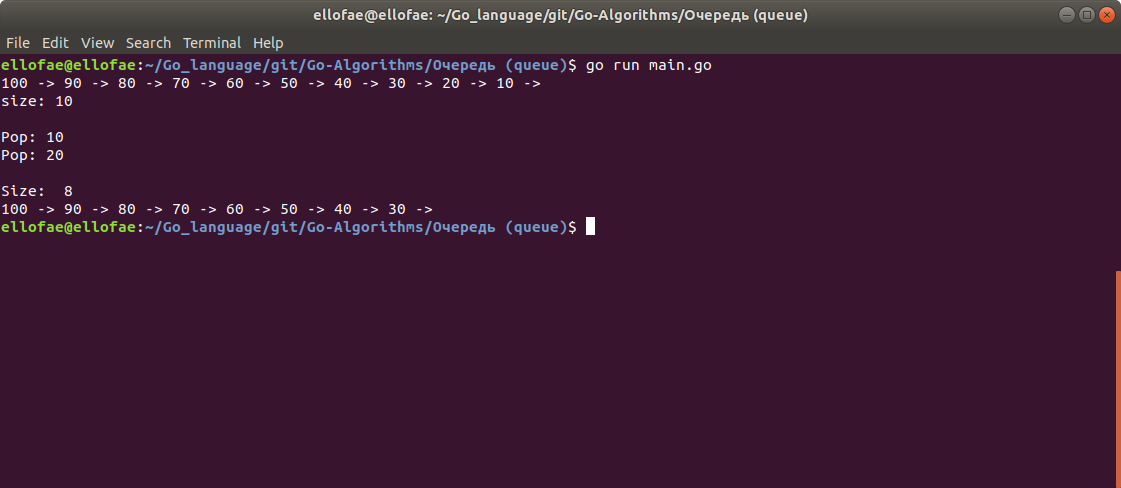 ellofae@ellofae: ~/Go_language/git/Go-Algorithms/Очередь (queue)
File Edit View Search Terminal Help
ellofae@ellofae:~/Go_language/git/Go-Algorithms/Очередь (queue)$ go run main.go
100 -> 90 -> 80 -> 70 -> 60 -> 50 -> 40 -> 30 -> 20 -> 10 ->
size: 10
Pop: 10
Pop: 20
Size:  8
100 -> 90 -> 80 -> 70 -> 60 -> 50 -> 40 -> 30 ->
ellofae@ellofae:~/Go_language/git/Go-Algorithms/Очередь (queue)$